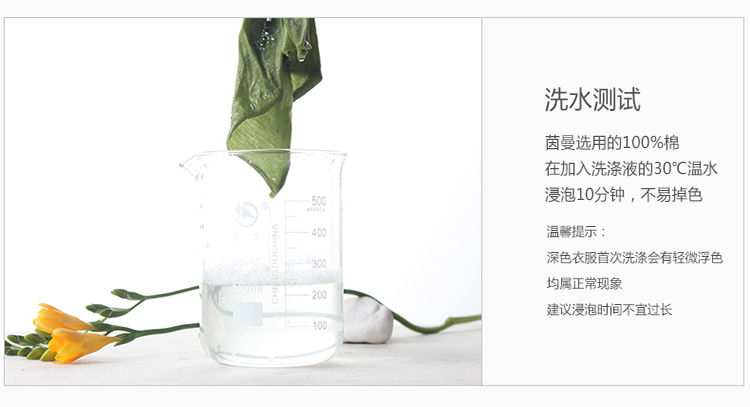 洗水测试
茵曼选用的100%棉
在加入洗涤液的30℃温水
浸泡10分钟，不易掉色
温馨提示：
深色衣服首次洗涤会有轻微浮色
均属正常现象
建议浸泡时间不宜过长
500
APPROX
400
300
200
100
CHENGDUCHINA